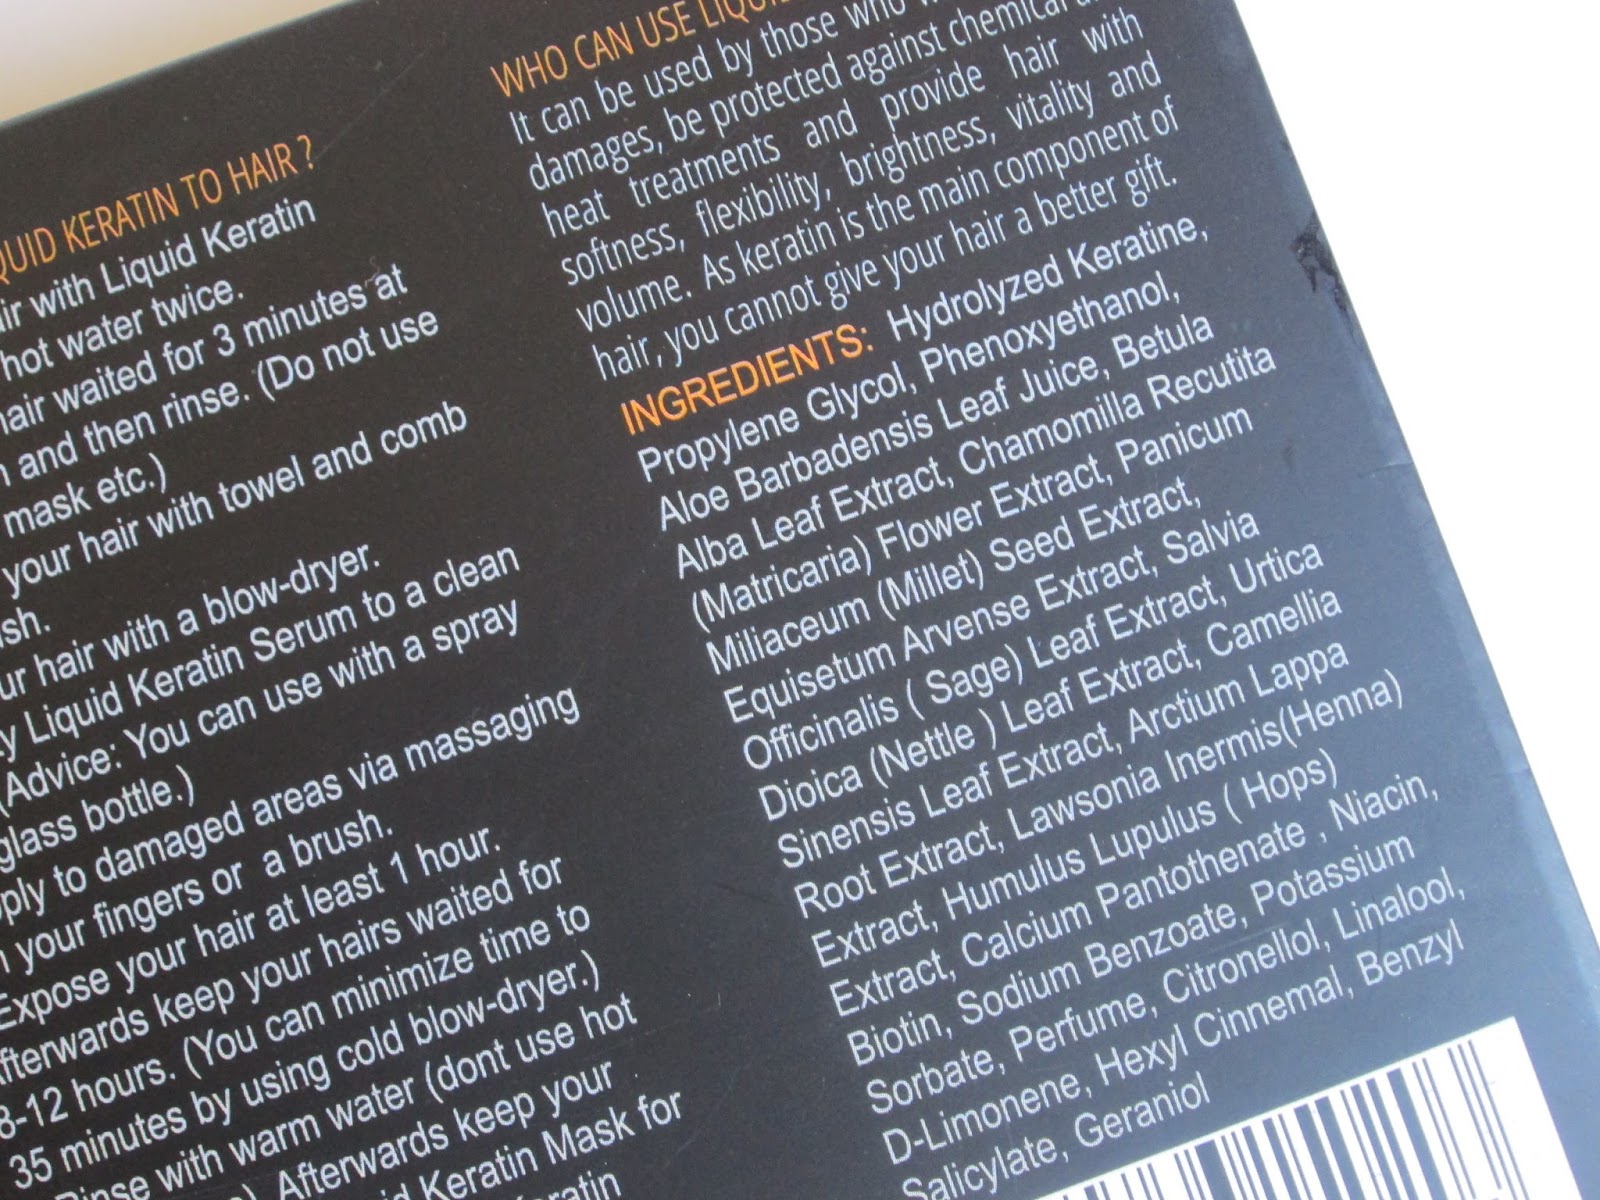 QUID KERATIN TO HAIR ?
air with Liquid Keratin
hot water twice.
hair waited for 3 minutes at
and then rinse. (Do not use
mask etc.)
your hair with towel and comb
sh.
ur hair with a blow-dryer.
y Liquid Keratin Serum to a clean
(Advice: You can use with a spray
glass bottle.)
pply to damaged areas via massaging
your fingers or a brush.
Expose your hair at least 1 hour.
fterwards keep your hairs waited for
8-12 hours. (You can minimize time to
35 minutes by using cold blow-dryer.)
Rinse with warm water (dont use hot
Afterwards keep your
Keratin Mask for
eratin
WHO CAN USE LIQUID
It can be used by those who
damages, be protected against chemical
heat treatments and provide hair with
softness, flexibility, brightness, vitality and
volume. As keratin is the main component of
hair, you cannot give your hair a better gift.
INGREDIENTS: Hydrolyzed Keratine,
Propylene Glycol, Phenoxyethanol,
Aloe Barbadensis Leaf Juice, Betula
Alba Leaf Extract, Chamomilla Recutita
(Matricaria) Flower Extract, Panicum
Miliaceum (Millet) Seed Extract,
Equisetum Arvense Extract, Salvia
Officinalis ( Sage) Leaf Extract, Urtica
Dioica (Nettle ) Leaf Extract, Camellia
Sinensis Leaf Extract, Arctium Lappa
Root Extract, Lawsonia Inermis(Henna)
Extract, Humulus Lupulus ( Hops)
Extract, Calcium Pantothenate , Niacin,
Biotin, Sodium Benzoate, Potassium
Sorbate, Perfume, Citronellol, Linalool,
D-Limonene, Hexyl Cinnemal, Benzyl
Salicylate, Geraniol